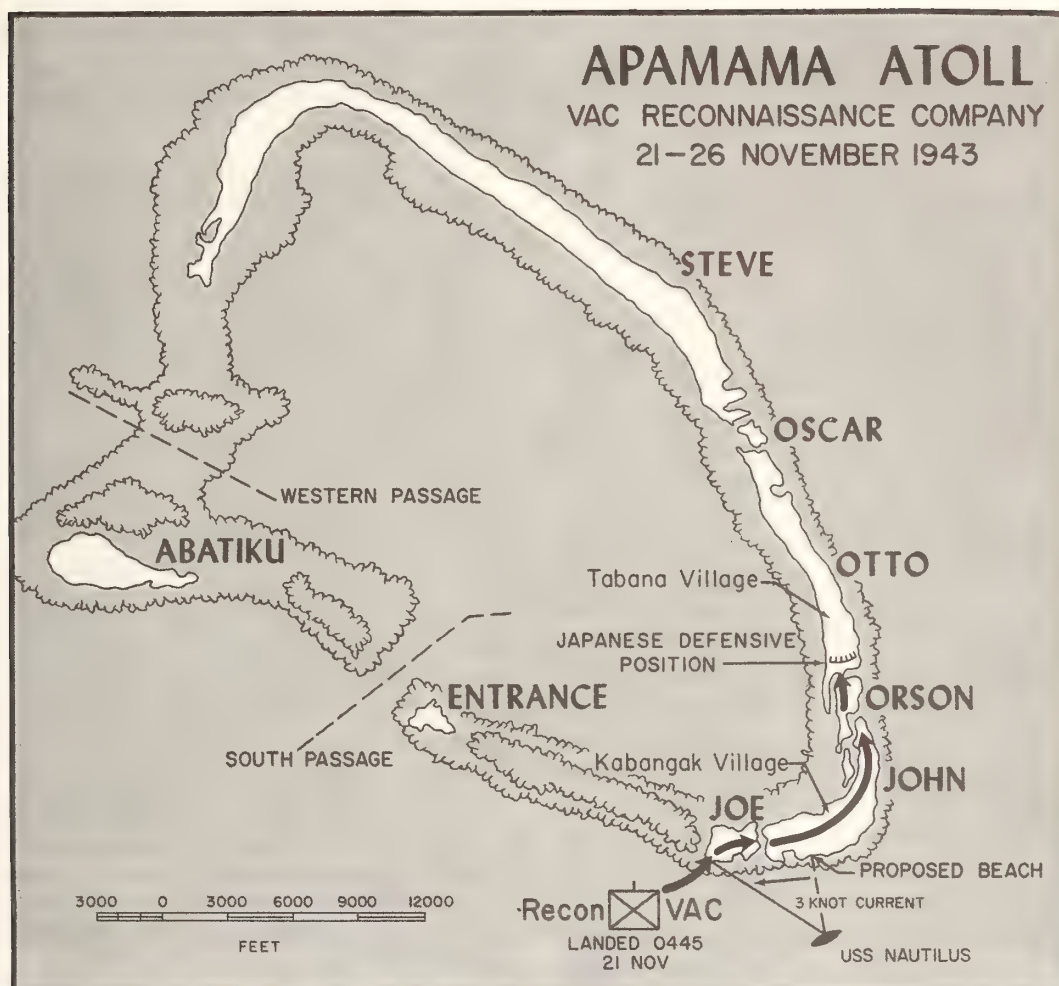 APAMAMA ATOLL
VAC RECONNAISSANCE COMPANY
21–26 NOVEMBER 1943
STEVE
OSCAR
WESTERN PASSAGE
ABATIKU
OTTO
Tabana Village
JAPANESE DEFENSIVE
POSITION
ENTRANCE
ORSON
SOUTH PASSAGE
Kabangak Village
JOHN
JOE
PROPOSED BEACH
3 KNOT CURRENT
3000 0 3000 6000 9000 12000
FEET
Recon VAC
LANDED 0445
21 NOV
USS NAUTILUS